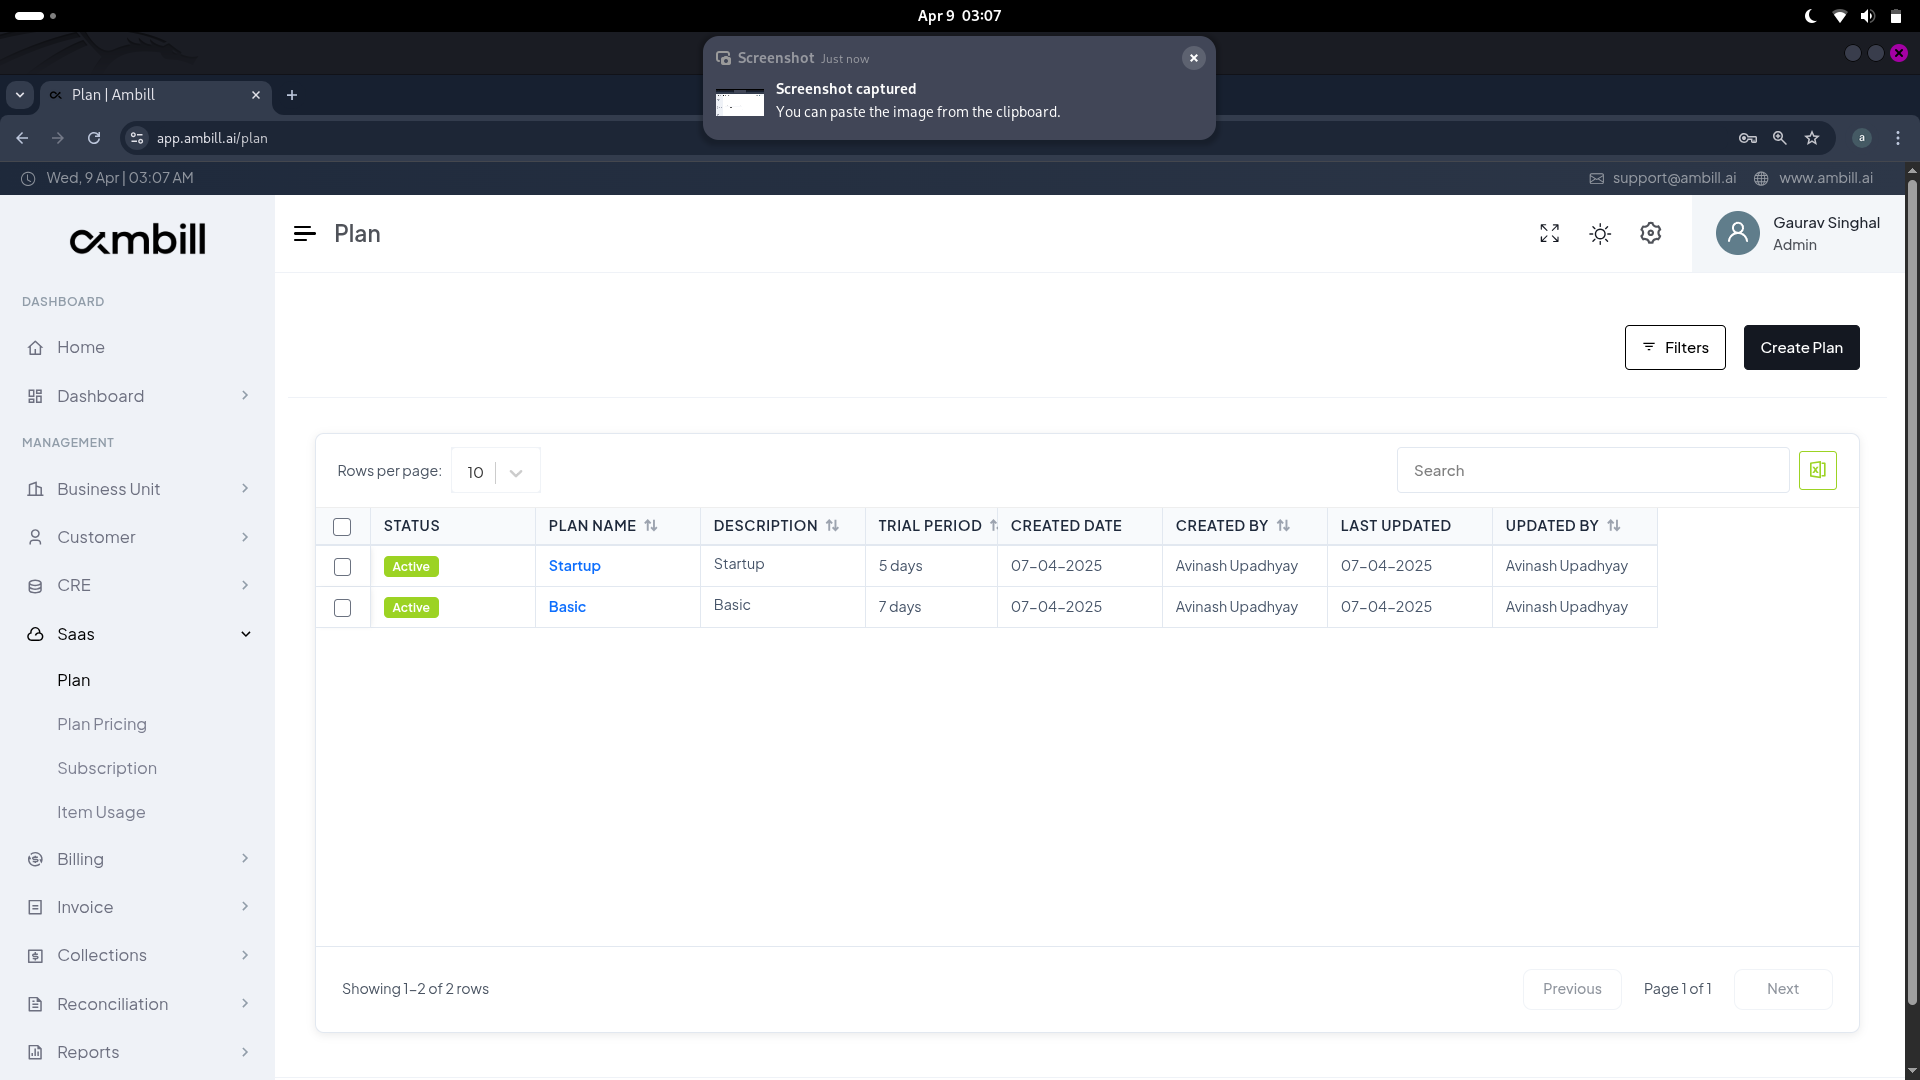 Apr 9 03:07
Screenshot Just now
Screenshot captured
You can paste the image from the clipboard.
Plan | Ambill
app.ambill.ai/plan
a
Wed, 9 Apr | 03:07 AM
support@ambill.ai
www.ambill.ai
ambill
Plan
Gaurav Singhal
Admin
DASHBOARD
Home
Dashboard
MANAGEMENT
Business Unit
Customer
CRE
Saas
Plan
Plan Pricing
Subscription
Item Usage
Billing
Invoice
Collections
Reconciliation
Reports
Filters
Create Plan
Rows per page: 10
Search
STATUS PLAN NAME DESCRIPTION TRIAL PERIOD CREATED DATE CREATED BY LAST UPDATED UPDATED BY
Active Startup Startup 5 days 07-04-2025 Avinash Upadhyay 07-04-2025 Avinash Upadhyay
Active Basic Basic 7 days 07-04-2025 Avinash Upadhyay 07-04-2025 Avinash Upadhyay
Showing 1-2 of 2 rows
Previous Page 1 of 1 Next